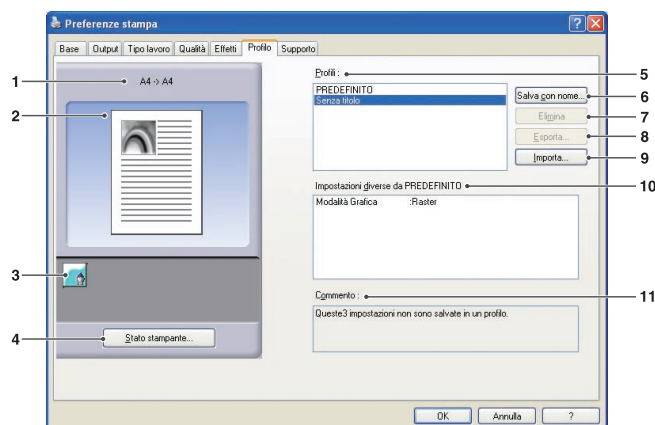 Preferenze stampa
Base Output Tipo lavoro Qualità Effetti Profilo Supporto
1
A4 -> A4
2
3
4
Stato stampante...
Profili :
5
PREDEFINITO
Senza titolo
Salva con nome...
6
Elimina
7
Esporta...
8
Importa...
9
Impostazioni diverse da PREDEFINITO
10
Modalità Grafica :Raster
Commento :
11
Queste3 impostazioni non sono salvate in un profilo.
OK Annulla ?